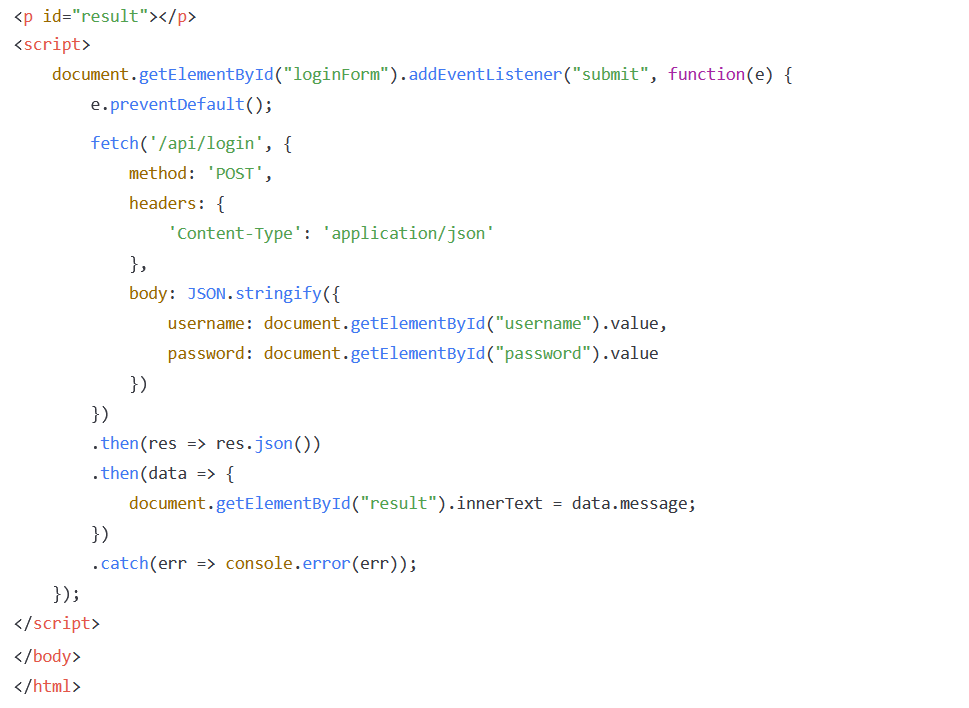 <p id="result"></p>
<script>
    document.getElementById("loginForm").addEventListener("submit", function(e) {
        e.preventDefault();
        fetch('/api/login', {
            method: 'POST',
            headers: {
                'Content-Type': 'application/json'
            },
            body: JSON.stringify({
                username: document.getElementById("username").value,
                password: document.getElementById("password").value
            })
        })
        .then(res => res.json())
        .then(data => {
            document.getElementById("result").innerText = data.message;
        })
        .catch(err => console.error(err));
    });
</script>
</body>
</html>